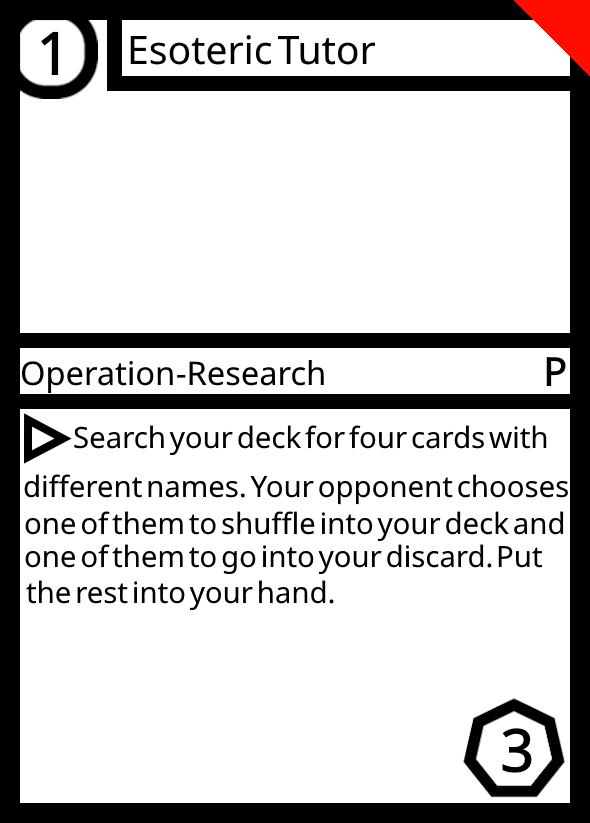 1
Esoteric Tutor
Operation-Research
P
Search your deck for four cards with
different names. Your opponent chooses
one of them to shuffle into your deck and
one of them to go into your discard. Put
the rest into your hand.
3